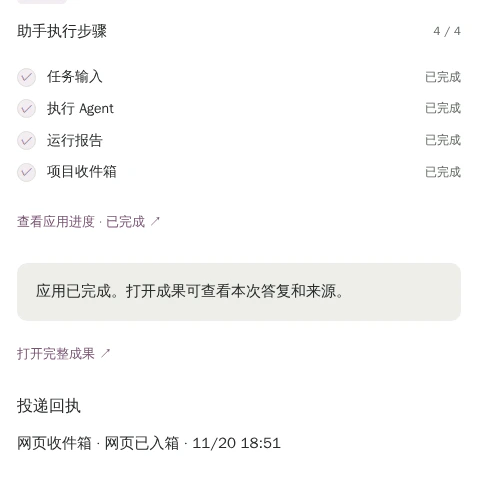 助手执行步骤 4 / 4
任务输入 已完成
执行 Agent 已完成
运行报告 已完成
项目收件箱 已完成
查看应用进度 · 已完成 ↗
应用已完成。打开成果可查看本次答复和来源。
打开完整成果 ↗
投递回执
网页收件箱 · 网页已入箱 · 11/20 18:51